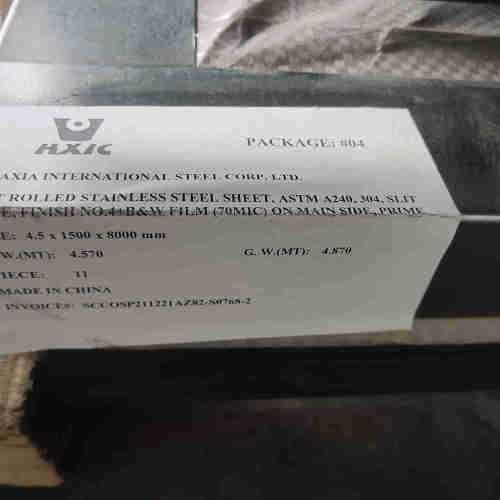 HXIC
PACKAGE: #04
AXIA INTERNATIONAL STEEL CORP. LTD.
T ROLLED STAINLESS STEEL SHEET, ASTM A240, 304, SLIT
E, FINISH NO.4+B&W FILM (70MIC) ON MAIN SIDE, PRIME
E: 4.5 x 1500 x 8000 mm
.W.(MT): 4.570 G. W.(MT): 4.870
IECE: 11
MADE IN CHINA
INVOICE#: SCCOSP211221AZ82-S0768-2